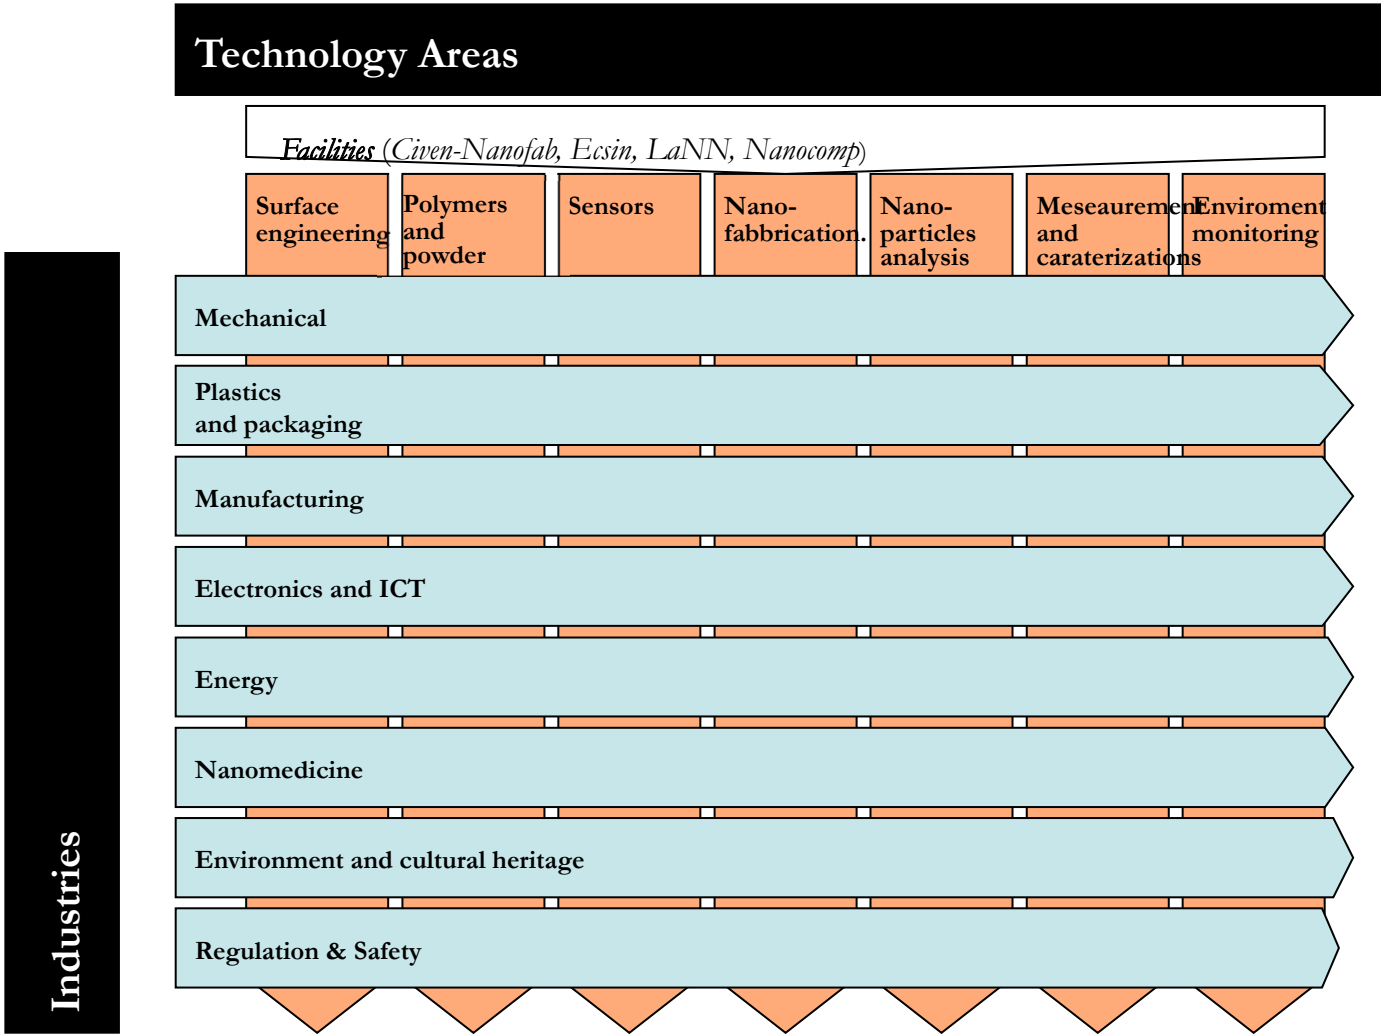 Technology Areas
Facilities (Civen-Nanofab, Ecsin, LaNN, Nanocomp)
Surface
engineering
Polymers
and
powder
Sensors
Nano-
fabbrication.
Nano-
particles
analysis
Meseaurement
and
caraterizations
Enviroment
monitoring
Mechanical
Plastics
and packaging
Manufacturing
Electronics and ICT
Energy
Nanomedicine
Environment and cultural heritage
Regulation & Safety
Industries